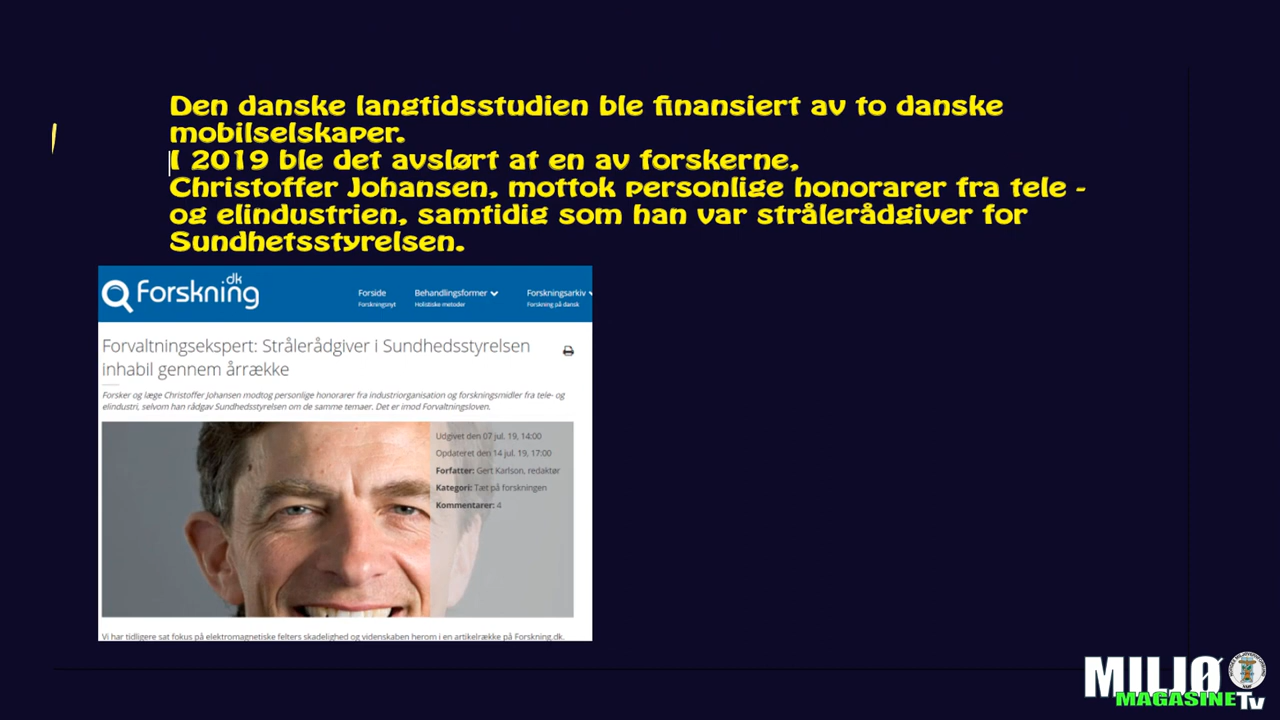 Den danske langtidsstudien ble finansiert av to danske
mobilselskaper.
I 2019 ble det avslørt at en av forskerne,
Christoffer Johansen, mottok personlige honorarer fra tele -
og elindustrien, samtidig som han var strålerådgiver for
Sundhetsstyrelsen.
Forskning.dk
Forside Behandlingsformer Forskningsarkiv
Forskningsnyt Holistiske metoder Forskning på dansk
Forvaltningsekspert: Strålerådgiver i Sundhedsstyrelsen
inhabil gennem årrække
Forsker og læge Christoffer Johansen modtog personlige honorarer fra industriorganisation og forskningsmidler fra tele- og
elindustri, selvom han rådgav Sundhedsstyrelsen om de samme temaer. Det er imod Forvaltningsloven.
Udgivet den 07 jul. 19, 14:00
Opdateret den 14 jul. 19, 17:00
Forfatter: Gert Karlson, redaktør
Kategori: Tæt på forskningen
Kommentarer: 4
Vi har tidligere sat fokus på elektromagnetiske felters skadelighed og videnskaben herom i en artikelrække på Forskning.dk.
MILJØ
MAGASINE Tv